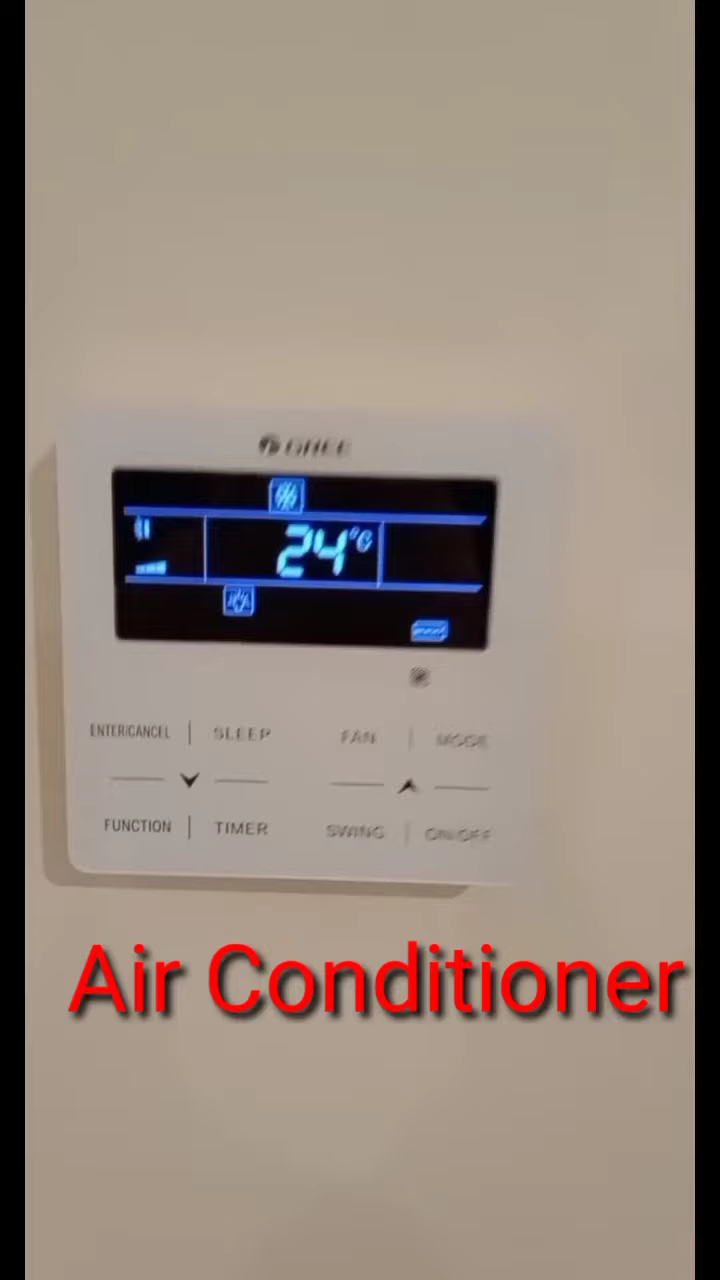 GREE
24°C
ENTER/CANCEL | SLEEP FAN | MODE
FUNCTION | TIMER SWING | ON/OFF
Air Conditioner